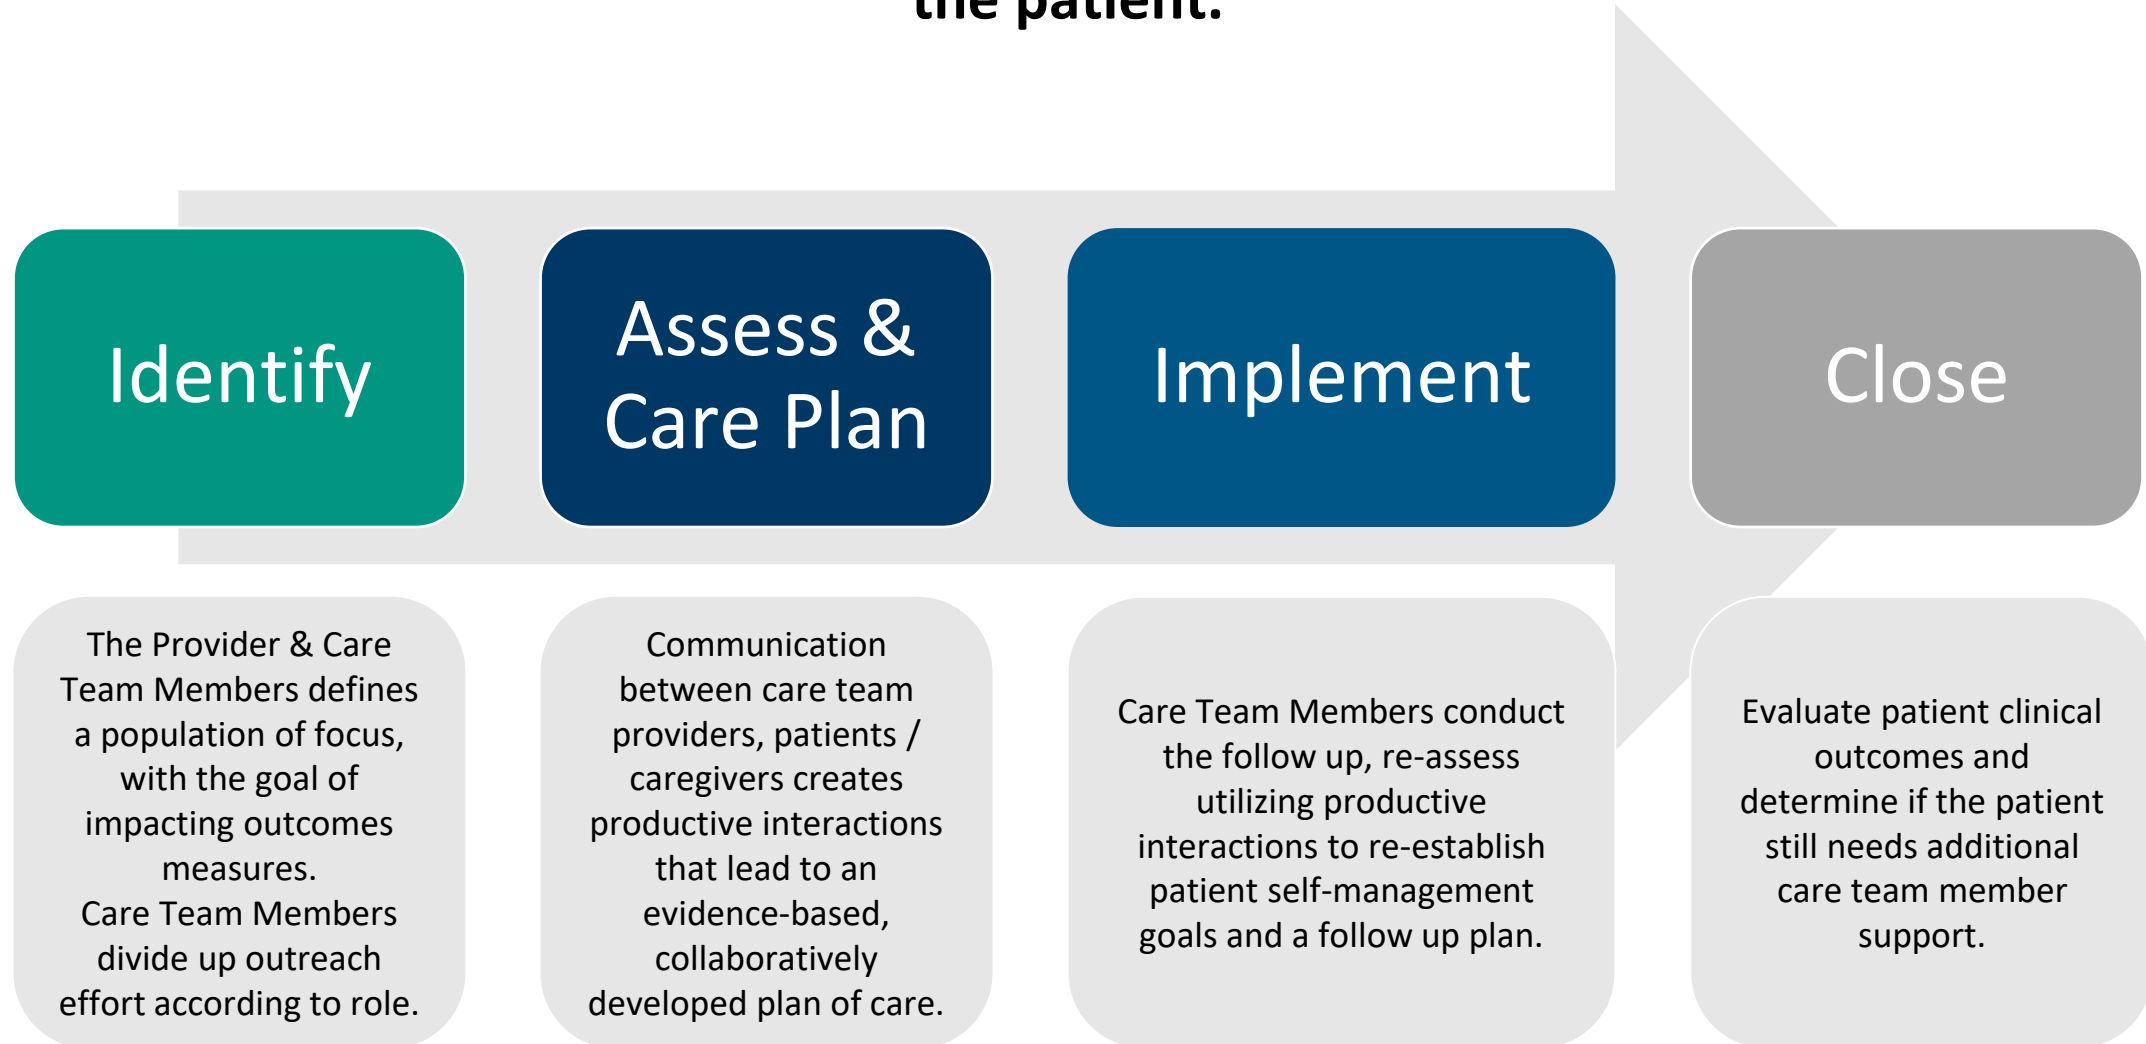 the patient.
Identify
Assess &
Care Plan
Implement
Close
The Provider & Care
Team Members defines
a population of focus,
with the goal of
impacting outcomes
measures.
Care Team Members
divide up outreach
effort according to role.
Communication
between care team
providers, patients /
caregivers creates
productive interactions
that lead to an
evidence-based,
collaboratively
developed plan of care.
Care Team Members conduct
the follow up, re-assess
utilizing productive
interactions to re-establish
patient self-management
goals and a follow up plan.
Evaluate patient clinical
outcomes and
determine if the patient
still needs additional
care team member
support.